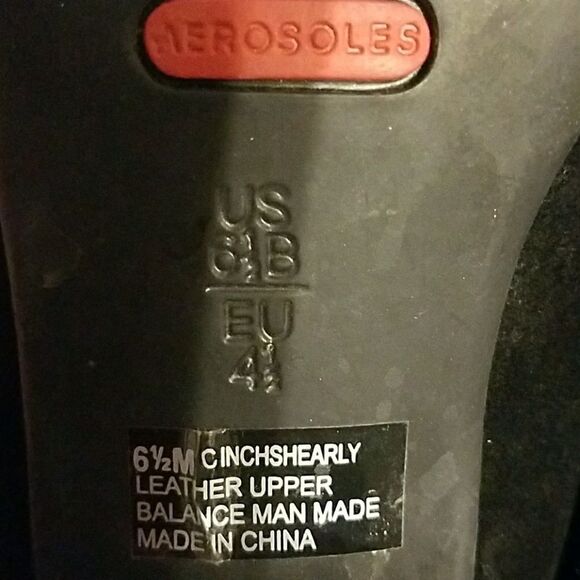 AEROSOLES
US
6½B
EU
4½
6½M CINCHSHEARLY
LEATHER UPPER
BALANCE MAN MADE
MADE IN CHINA